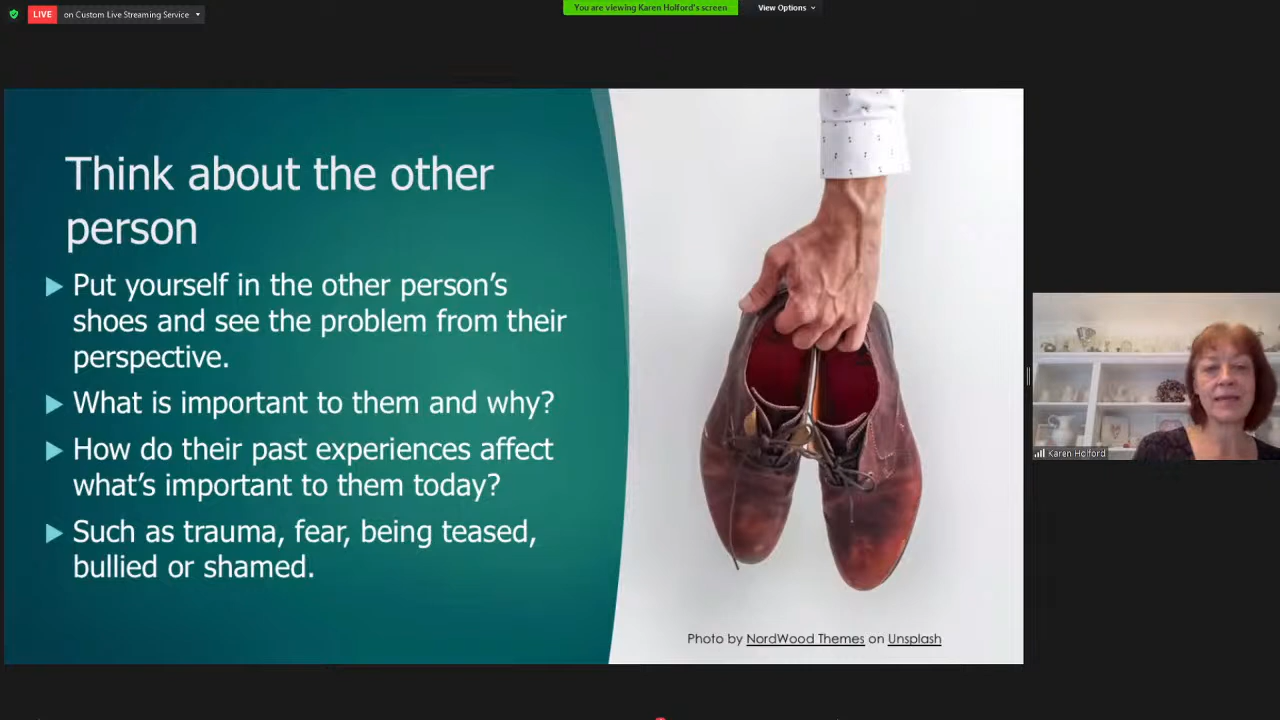 LIVE on Custom Live Streaming Service
You are viewing Karen Holford's screen
View Options
Think about the other
person
Put yourself in the other person’s
shoes and see the problem from their
perspective.
What is important to them and why?
How do their past experiences affect
what’s important to them today?
Such as trauma, fear, being teased,
bullied or shamed.
Photo by NordWood Themes on Unsplash
Karen Holford